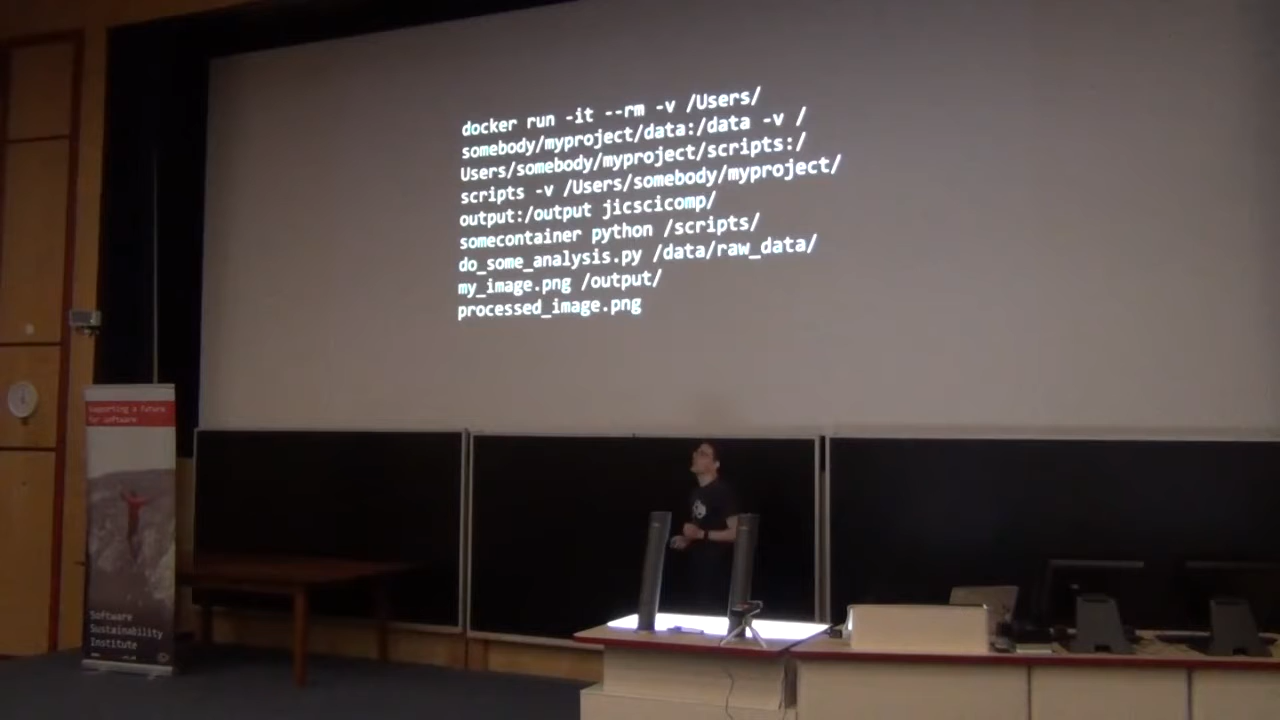 docker run -it --rm -v /Users/
somebody/myproject/data:/data -v /
Users/somebody/myproject/scripts:/
scripts -v /Users/somebody/myproject/
output:/output jicscicomp/
somecontainer python /scripts/
do_some_analysis.py /data/raw_data/
my_image.png /output/
processed_image.png
Supporting a future
for software
Software
Sustainability
Institute